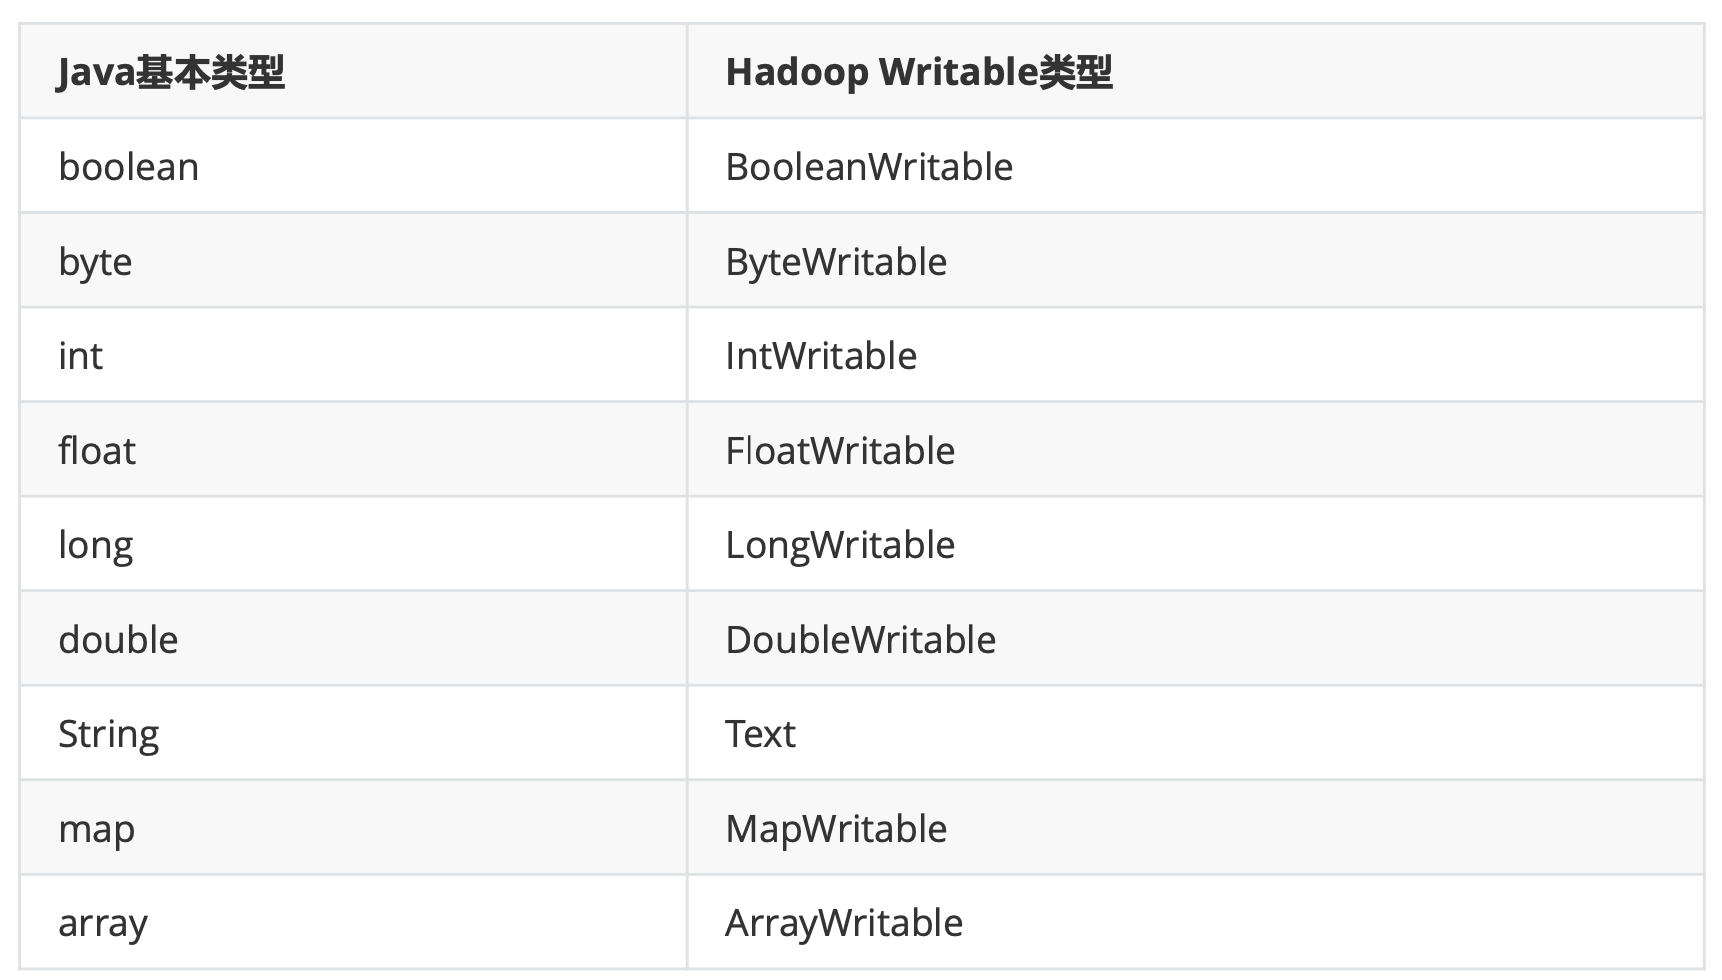 Java基本类型 Hadoop Writable类型
boolean BooleanWritable
byte ByteWritable
int IntWritable
float FloatWritable
long LongWritable
double DoubleWritable
String Text
map MapWritable
array ArrayWritable